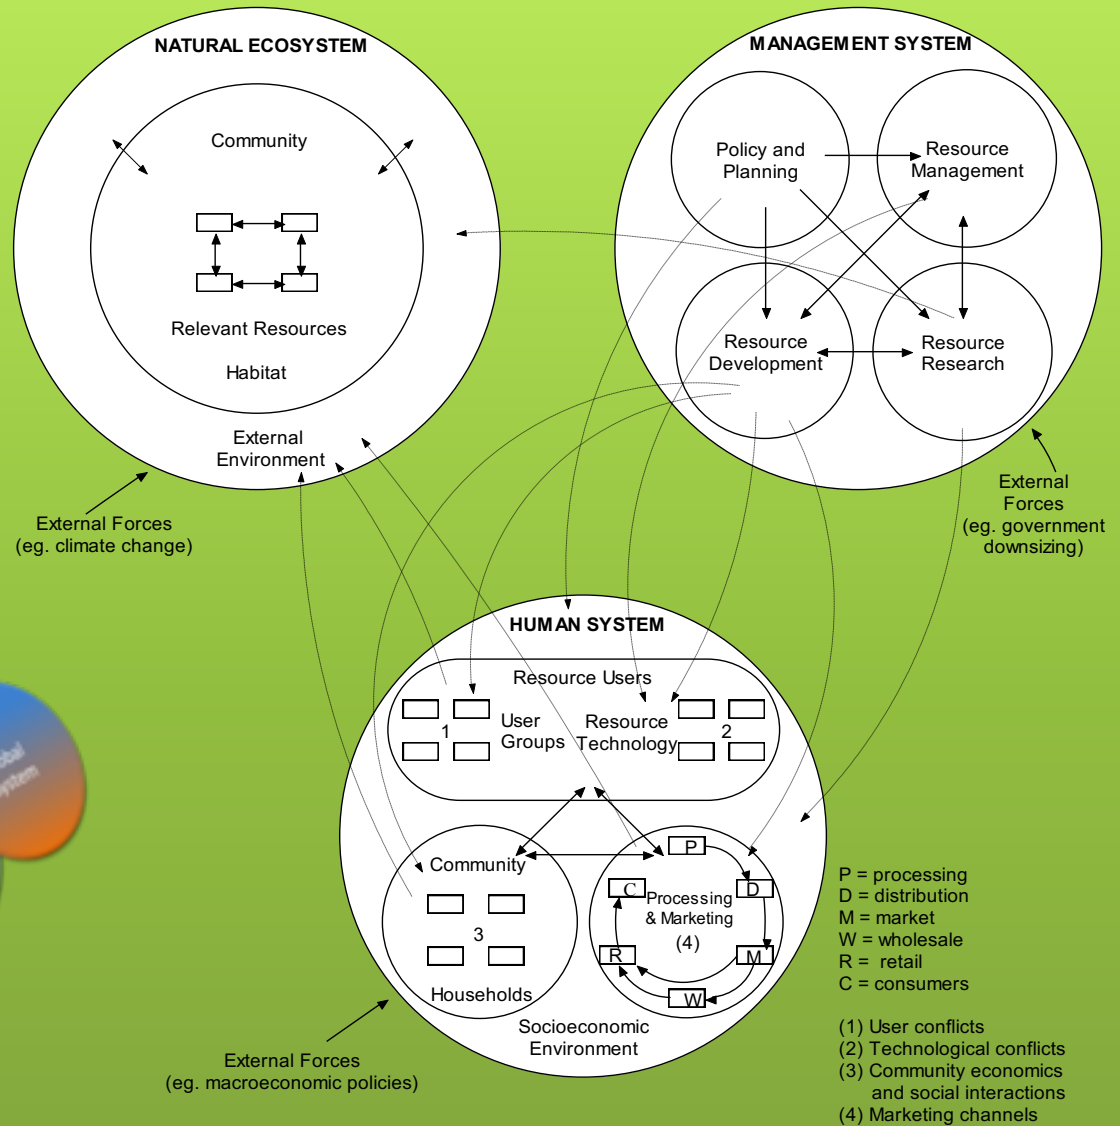 NATURAL ECOSYSTEM
Community
Relevant Resources
Habitat
External
Environment
External Forces
(eg. climate change)
MANAGEMENT SYSTEM
Policy and
Planning
Resource
Management
Resource
Development
Resource
Research
External
Forces
(eg. government
downsizing)
HUMAN SYSTEM
Resource Users
1
User
Groups
Resource
Technology
2
Community
3
Households
P
D
M
W
R
C
Processing
& Marketing
(4)
Socioeconomic
Environment
External Forces
(eg. macroeconomic policies)
P = processing
D = distribution
M = market
W = wholesale
R = retail
C = consumers
(1) User conflicts
(2) Technological conflicts
(3) Community economics
and social interactions
(4) Marketing channels